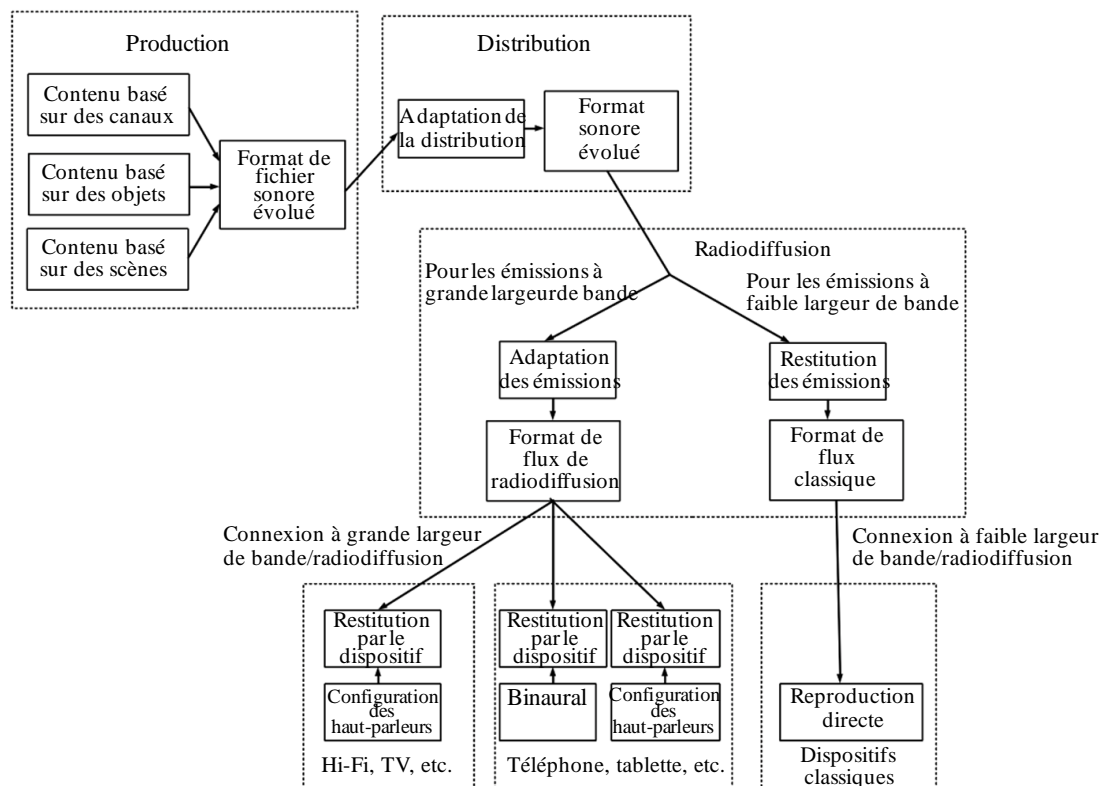 Production
Contenu basé
sur des canaux
Contenu basé
sur des objets
Contenu basé
sur des scènes
Format de
fichier
sonore
évolué
Distribution
Adaptation de
la distribution
Format
sonore
évolué
Radiodiffusion
Pour les émissions à
grande largeur de bande
Pour les émissions à
faible largeur de bande
Adaptation
des émissions
Restitution
des émissions
Format de
flux de
radiodiffusion
Format de
flux
classique
Connexion à grande largeur
de bande/radiodiffusion
Connexion à faible largeur
de bande/radiodiffusion
Restitution
par le
dispositif
Configuration
des
haut-parleurs
Hi-Fi, TV, etc.
Restitution
par le
dispositif
Binaural
Restitution
par le
dispositif
Configuration
des
haut-parleurs
Téléphone, tablette, etc.
Reproduction
directe
Dispositifs
classiques